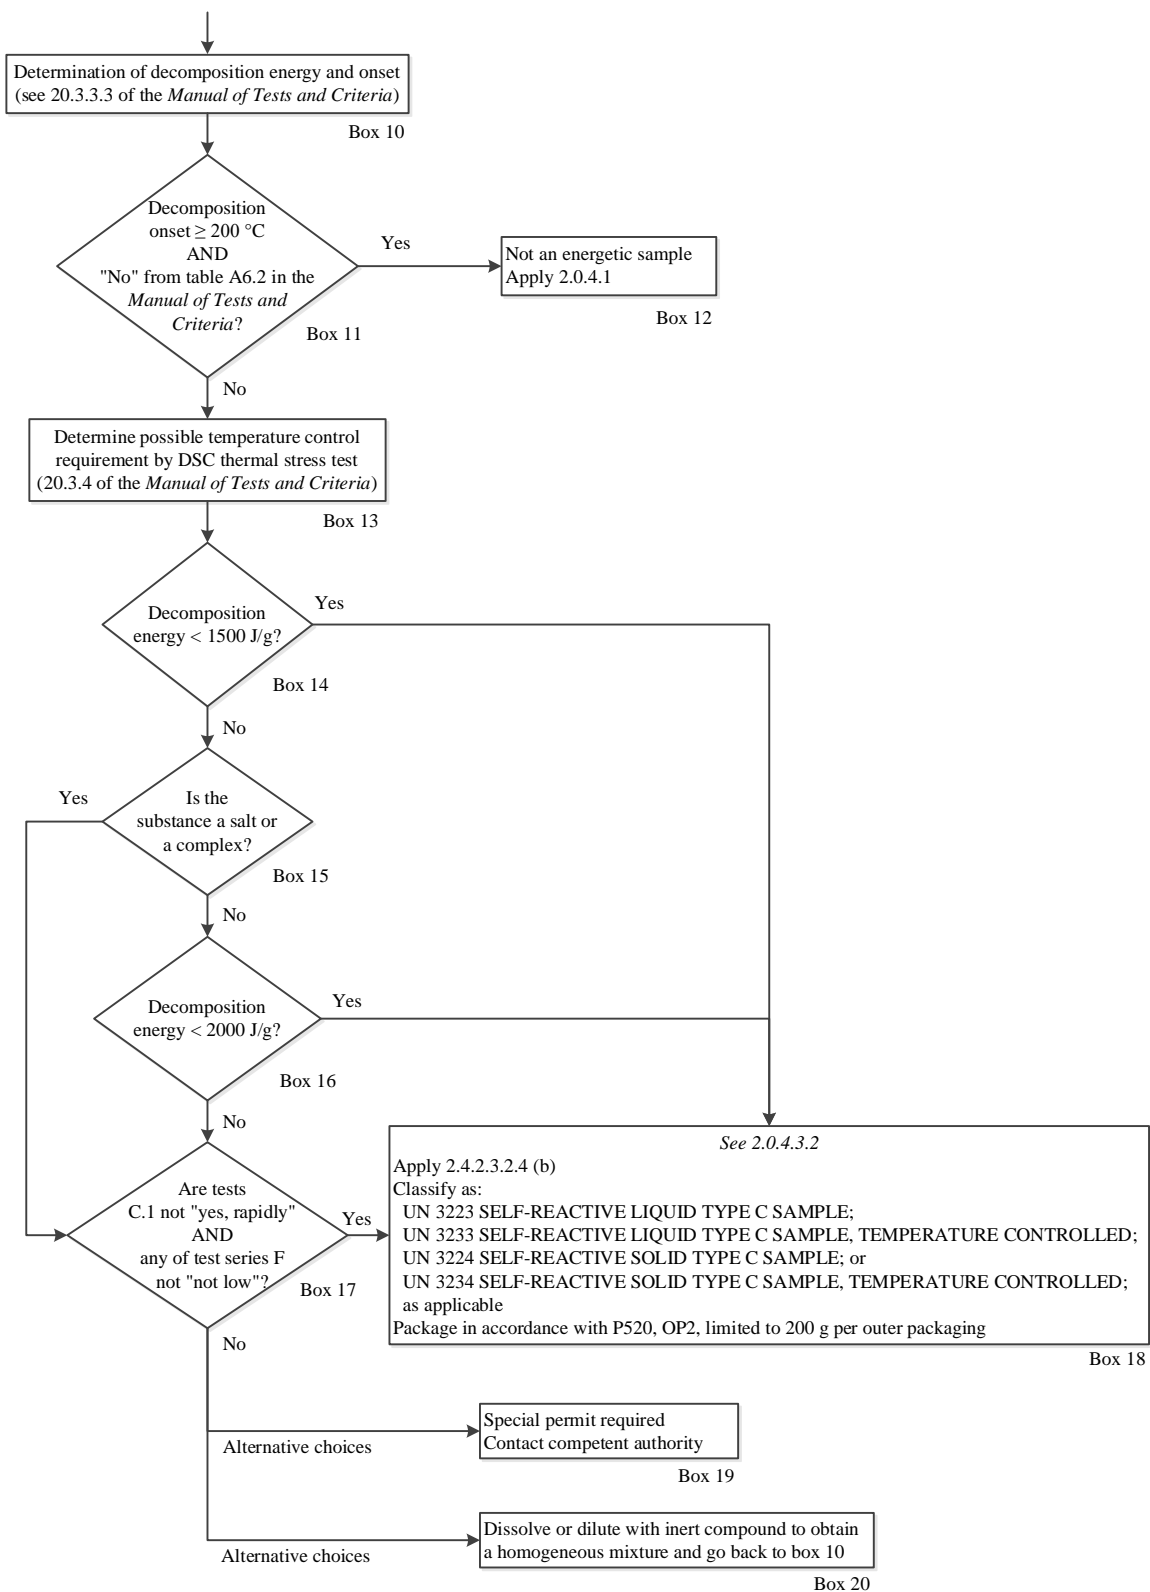 Determination of decomposition energy and onset
(see 20.3.3.3 of the Manual of Tests and Criteria)
Box 10
Decomposition
onset ≥ 200 °C
AND
"No" from table A6.2 in the
Manual of Tests and
Criteria?
Box 11
Yes
Not an energetic sample
Apply 2.0.4.1
Box 12
No
Determine possible temperature control
requirement by DSC thermal stress test
(20.3.4 of the Manual of Tests and Criteria)
Box 13
Decomposition
energy < 1500 J/g?
Yes
Box 14
No
Is the
substance a salt or
a complex?
Yes
Box 15
No
Decomposition
energy < 2000 J/g?
Yes
Box 16
No
Are tests
C.1 not "yes, rapidly"
AND
any of test series F
not "not low"?
Yes
Box 17
See 2.0.4.3.2
Apply 2.4.2.3.2.4 (b)
Classify as:
UN 3223 SELF-REACTIVE LIQUID TYPE C SAMPLE;
UN 3233 SELF-REACTIVE LIQUID TYPE C SAMPLE, TEMPERATURE CONTROLLED;
UN 3224 SELF-REACTIVE SOLID TYPE C SAMPLE; or
UN 3234 SELF-REACTIVE SOLID TYPE C SAMPLE, TEMPERATURE CONTROLLED;
as applicable
Package in accordance with P520, OP2, limited to 200 g per outer packaging
Box 18
No
Alternative choices
Special permit required
Contact competent authority
Box 19
Alternative choices
Dissolve or dilute with inert compound to obtain
a homogeneous mixture and go back to box 10
Box 20